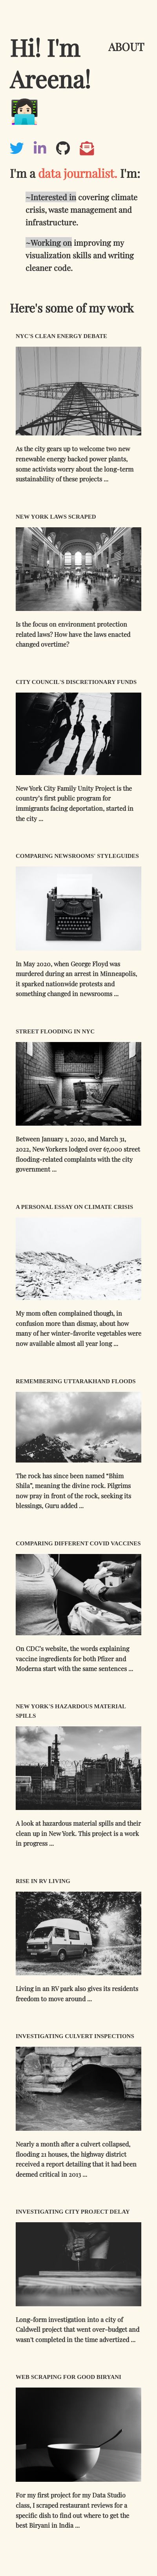 Hi! I'm
Areena!
ABOUT
I'm a data journalist. I'm:
~Interested in covering climate
crisis, waste management and
infrastructure.
~Working on improving my
visualization skills and writing
cleaner code.
Here's some of my work
NYC'S CLEAN ENERGY DEBATE
As the city gears up to welcome two new
renewable energy backed power plants,
some activists worry about the long-term
sustainability of these projects ...
NEW YORK LAWS SCRAPED
Is the focus on environment protection
related laws? How have the laws enacted
changed overtime?
CITY COUNCIL'S DISCRETIONARY FUNDS
New York City Family Unity Project is the
country's first public program for
immigrants facing deportation, started in
the city ...
COMPARING NEWSROOMS' STYLEGUIDES
In May 2020, when George Floyd was
murdered during an arrest in Minneapolis,
it sparked nationwide protests and
something changed in newsrooms ...
STREET FLOODING IN NYC
Between January 1, 2020, and March 31,
2022, New Yorkers lodged over 67,000 street
flooding-related complaints with the city
government ...
A PERSONAL ESSAY ON CLIMATE CRISIS
My mom often complained though, in
confusion more than dismay, about how
many of her winter-favorite vegetables were
now available almost all year long ...
REMEMBERING UTTARAKHAND FLOODS
The rock has since been named “Bhim
Shila”, meaning the divine rock. Pilgrims
now pray in front of the rock, seeking its
blessings, Guru added ...
COMPARING DIFFERENT COVID VACCINES
On CDC's website, the words explaining
vaccine ingredients for both Pfizer and
Moderna start with the same sentences ...
NEW YORK'S HAZARDOUS MATERIAL
SPILLS
A look at hazardous material spills and their
clean up in New York. This project is a work
in progress ...
RISE IN RV LIVING
Living in an RV park also gives its residents
freedom to move around ...
INVESTIGATING CULVERT INSPECTIONS
Nearly a month after a culvert collapsed,
flooding 21 houses, the highway district
received a report detailing that it had been
deemed critical in 2013 ...
INVESTIGATING CITY PROJECT DELAY
Long-form investigation into a city of
Caldwell project that went over-budget and
wasn't completed in the time advertized ...
WEB SCRAPING FOR GOOD BIRYANI
For my first project for my Data Studio
class, I scraped restaurant reviews for a
specific dish to find out where to get the
best Biryani in India ...